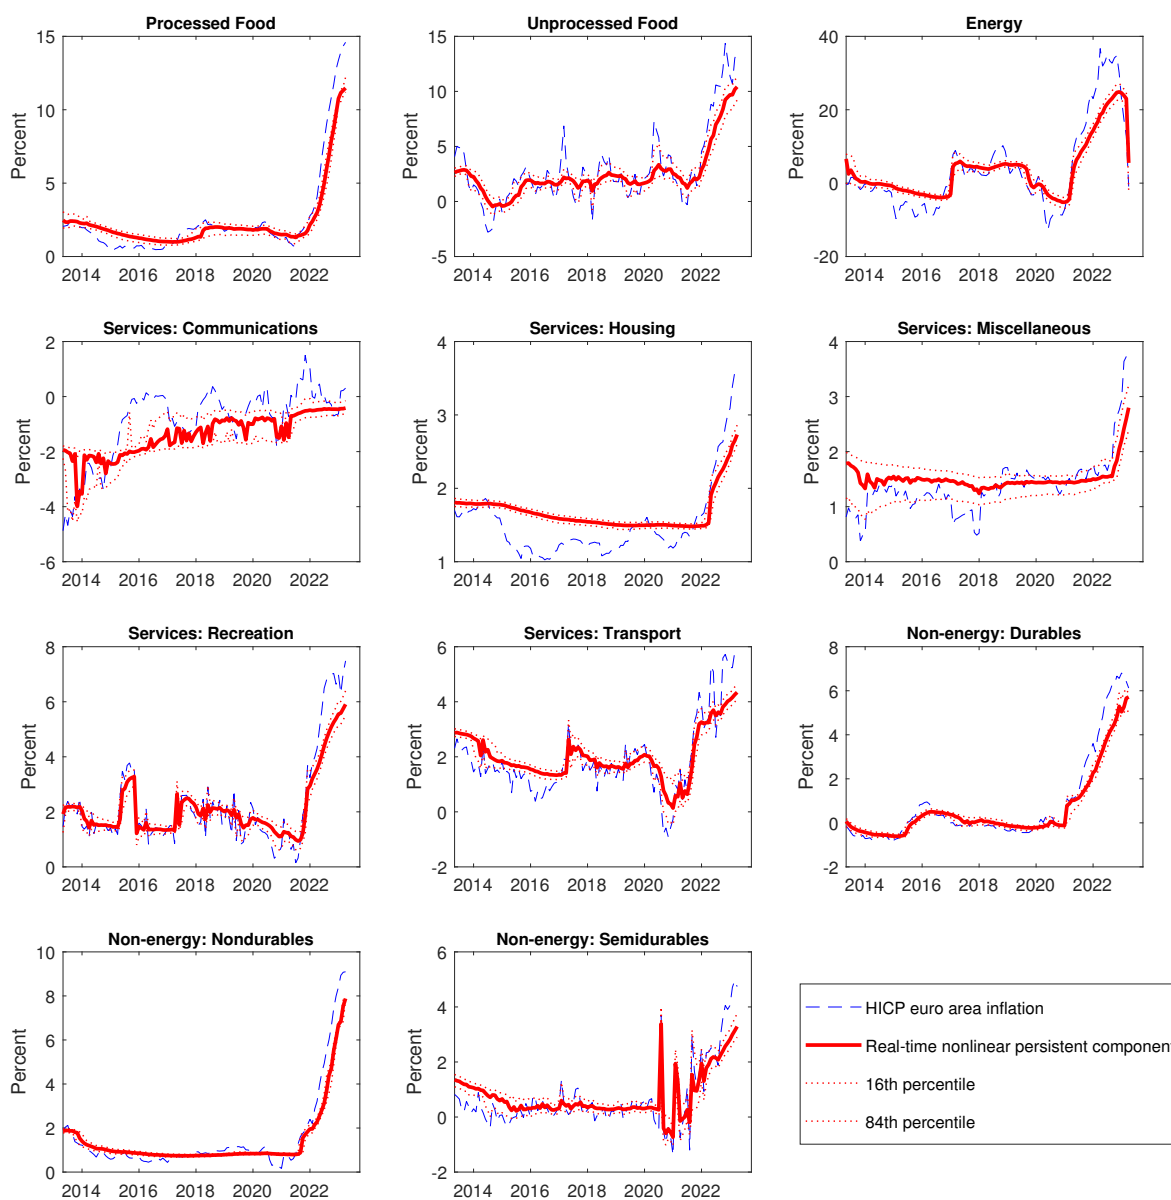 Processed Food
Percent
15
10
5
0
2014 2016 2018 2020 2022
Unprocessed Food
Percent
15
10
5
0
-5
2014 2016 2018 2020 2022
Energy
Percent
40
20
0
-20
2014 2016 2018 2020 2022
Services: Communications
Percent
2
0
-2
-4
-6
2014 2016 2018 2020 2022
Services: Housing
Percent
4
3
2
1
2014 2016 2018 2020 2022
Services: Miscellaneous
Percent
4
3
2
1
0
2014 2016 2018 2020 2022
Services: Recreation
Percent
8
6
4
2
0
2014 2016 2018 2020 2022
Services: Transport
Percent
6
4
2
0
-2
2014 2016 2018 2020 2022
Non-energy: Durables
Percent
8
6
4
2
0
-2
2014 2016 2018 2020 2022
Non-energy: Nondurables
Percent
10
8
6
4
2
0
2014 2016 2018 2020 2022
Non-energy: Semidurables
Percent
6
4
2
0
-2
2014 2016 2018 2020 2022
HICP euro area inflation
Real-time nonlinear persistent component
16th percentile
84th percentile